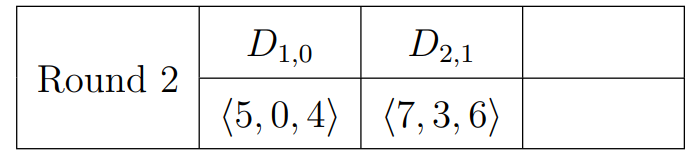 D₁,₀ D₂,₁
Round 2
⟨5, 0, 4⟩ ⟨7, 3, 6⟩